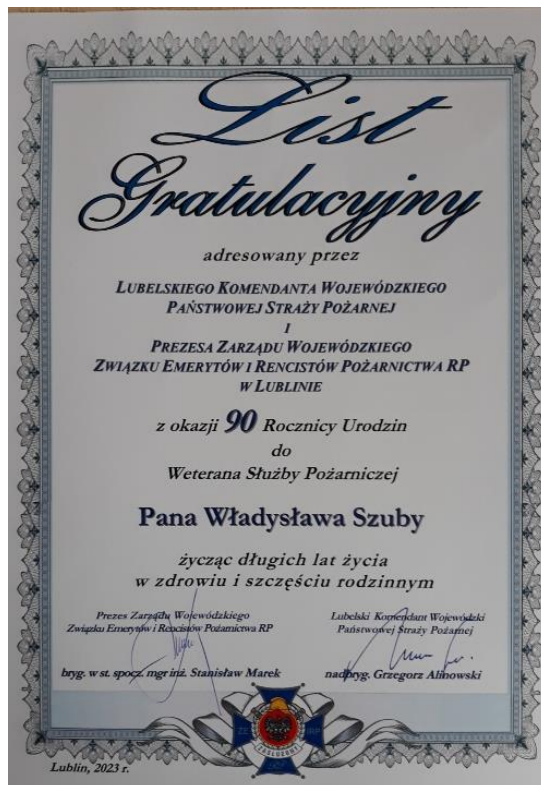 List
Gratulacyjny
adresowany przez
LUBELSKIEGO KOMENDANTA WOJEWÓDZKIEGO
PAŃSTWOWEJ STRAŻY POŻARNEJ
I
PREZESA ZARZĄDU WOJEWÓDZKIEGO
ZWIĄZKU EMERYTÓW I RENCISTÓW POŻARNICTWA RP
W LUBLINIE
z okazji 90 Rocznicy Urodzin
do
Weterana Służby Pożarniczej
Pana Władysława Szuby
życząc długich lat życia
w zdrowiu i szczęściu rodzinnym
Prezes Zarządu Wojewódzkiego
Związku Emerytów i Rencistów Pożarnictwa RP
bryg. w st. spocz. mgr inż. Stanisław Marek
Lubelski Komendant Wojewódzki
Państwowej Straży Pożarnej
nadbryg. Grzegorz Alinowski
RP
ZASŁUŻONY
Lublin, 2023 r.